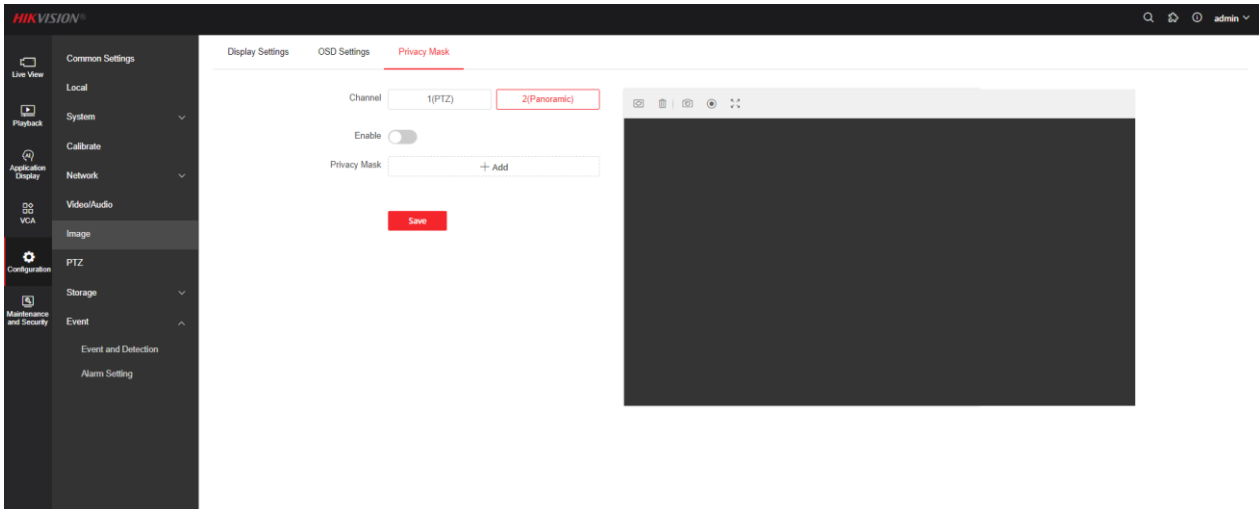 HIKVISION®
admin
Live View
Playback
Application
Display
VCA
Configuration
Maintenance
and Security
Common Settings
Local
System
Calibrate
Network
Video/Audio
Image
PTZ
Storage
Event
Event and Detection
Alarm Setting
Display Settings OSD Settings Privacy Mask
Channel 1(PTZ) 2(Panoramic)
Enable
Privacy Mask + Add
Save